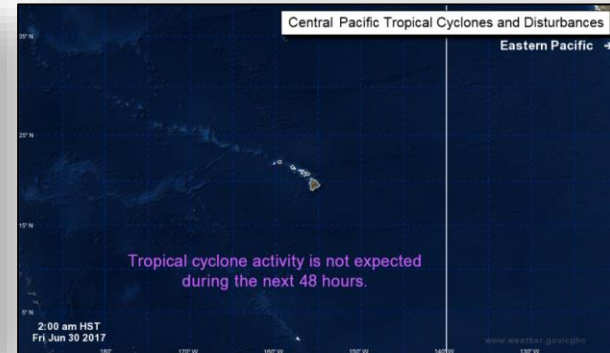 Central Pacific Tropical Cyclones and Disturbances
Eastern Pacific →
35° N
25° N
15° N
Tropical cyclone activity is not expected
during the next 48 hours.
5° N
2:00 am HST
Fri Jun 30 2017
www.weather.gov/cphc
180° 170° W 160° W 150° W 140° W 130° W